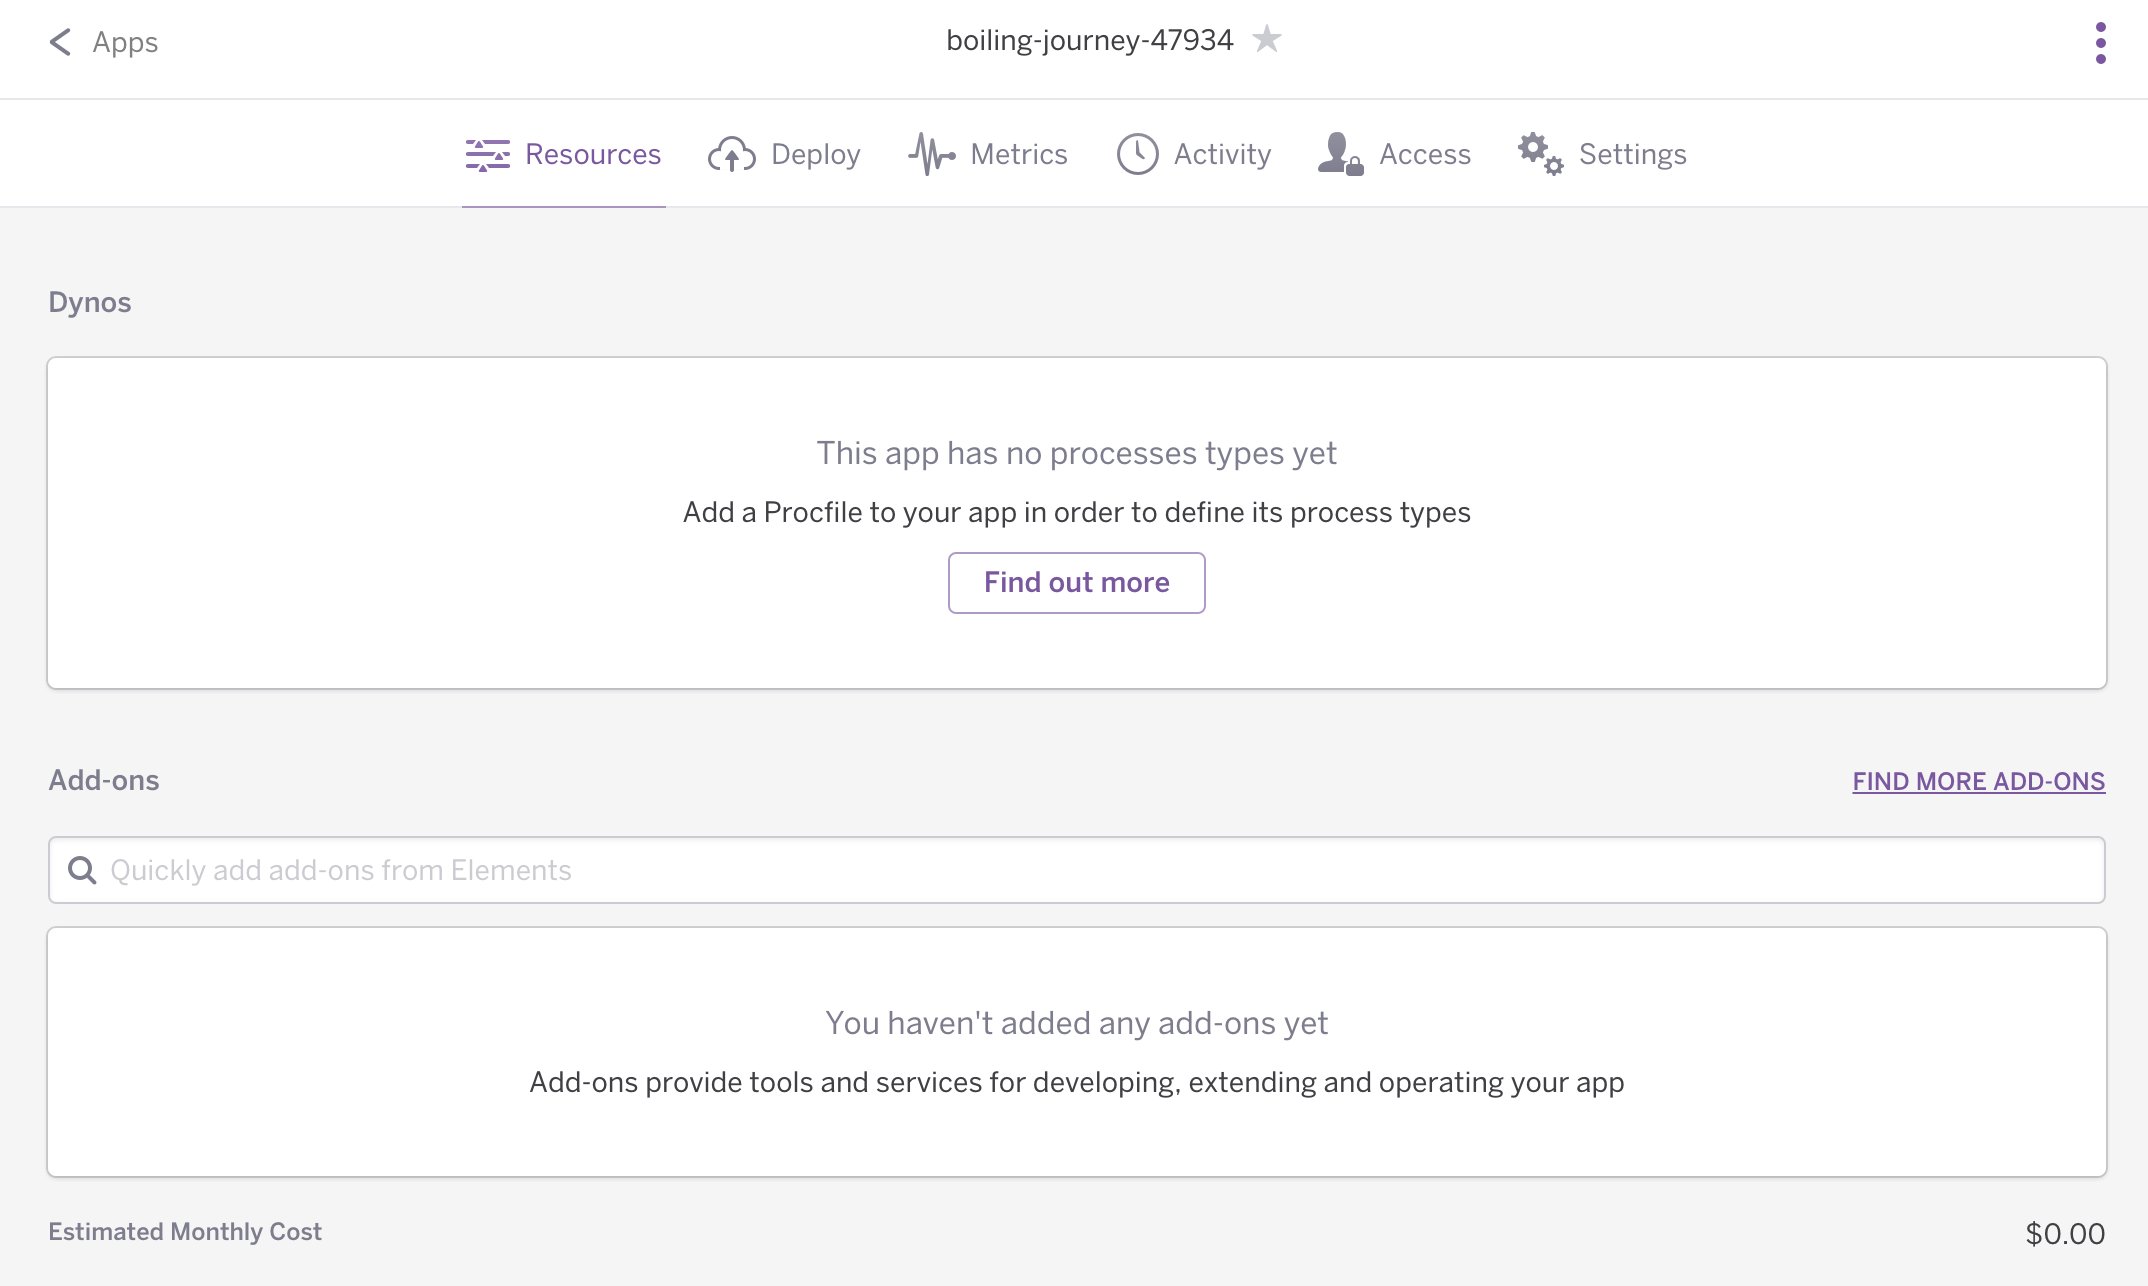 Apps
boiling-journey-47934
Resources Deploy Metrics Activity Access Settings
Dynos
This app has no processes types yet
Add a Procfile to your app in order to define its process types
Find out more
Add-ons
FIND MORE ADD-ONS
Quickly add add-ons from Elements
You haven't added any add-ons yet
Add-ons provide tools and services for developing, extending and operating your app
Estimated Monthly Cost
$0.00